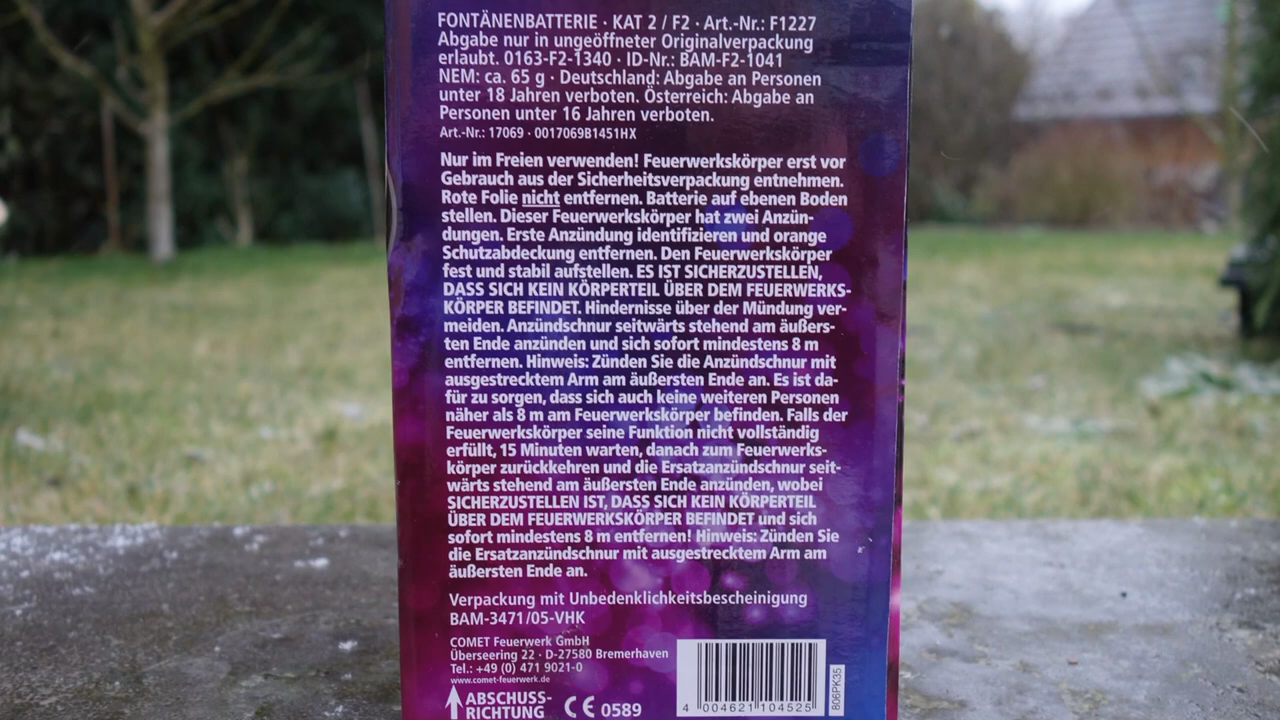 FONTÄNENBATTERIE · KAT 2 / F2 · Art.-Nr.: F1227
Abgabe nur in ungeöffneter Originalverpackung
erlaubt. 0163-F2-1340 · ID-Nr.: BAM-F2-1041
NEM: ca. 65 g · Deutschland: Abgabe an Personen
unter 18 Jahren verboten. Österreich: Abgabe an
Personen unter 16 Jahren verboten.
Art.-Nr.: 17069 · 0017069B1451HX
Nur im Freien verwenden! Feuerwerkskörper erst vor
Gebrauch aus der Sicherheitsverpackung entnehmen.
Rote Folie nicht entfernen. Batterie auf ebenen Boden
stellen. Dieser Feuerwerkskörper hat zwei Anzün-
dungen. Erste Anzündung identifizieren und orange
Schutzabdeckung entfernen. Den Feuerwerkskörper
fest und stabil aufstellen. ES IST SICHERZUSTELLEN,
DASS SICH KEIN KÖRPERTEIL ÜBER DEM FEUERWERKS-
KÖRPER BEFINDET. Hindernisse über der Mündung ver-
meiden. Anzündschnur seitwärts stehend am äußers-
ten Ende anzünden und sich sofort mindestens 8 m
entfernen. Hinweis: Zünden Sie die Anzündschnur mit
ausgestrecktem Arm am äußersten Ende an. Es ist da-
für zu sorgen, dass sich auch keine weiteren Personen
näher als 8 m am Feuerwerkskörper befinden. Falls der
Feuerwerkskörper seine Funktion nicht vollständig
erfüllt, 15 Minuten warten, danach zum Feuerwerks-
körper zurückkehren und die Ersatzanzündschnur seit-
wärts stehend am äußersten Ende anzünden, wobei
SICHERZUSTELLEN IST, DASS SICH KEIN KÖRPERTEIL
ÜBER DEM FEUERWERKSKÖRPER BEFINDET und sich
sofort mindestens 8 m entfernen! Hinweis: Zünden Sie
die Ersatzanzündschnur mit ausgestrecktem Arm am
äußersten Ende an.
Verpackung mit Unbedenklichkeitsbescheinigung
BAM-3471/05-VHK
COMET Feuerwerk GmbH
Überseering 22 · D-27580 Bremerhaven
Tel.: +49 (0) 471 9021-0
www.comet-feuerwerk.de
ABSCHUSS-
RICHTUNG
CE 0589
4 004621 104525
806PK35